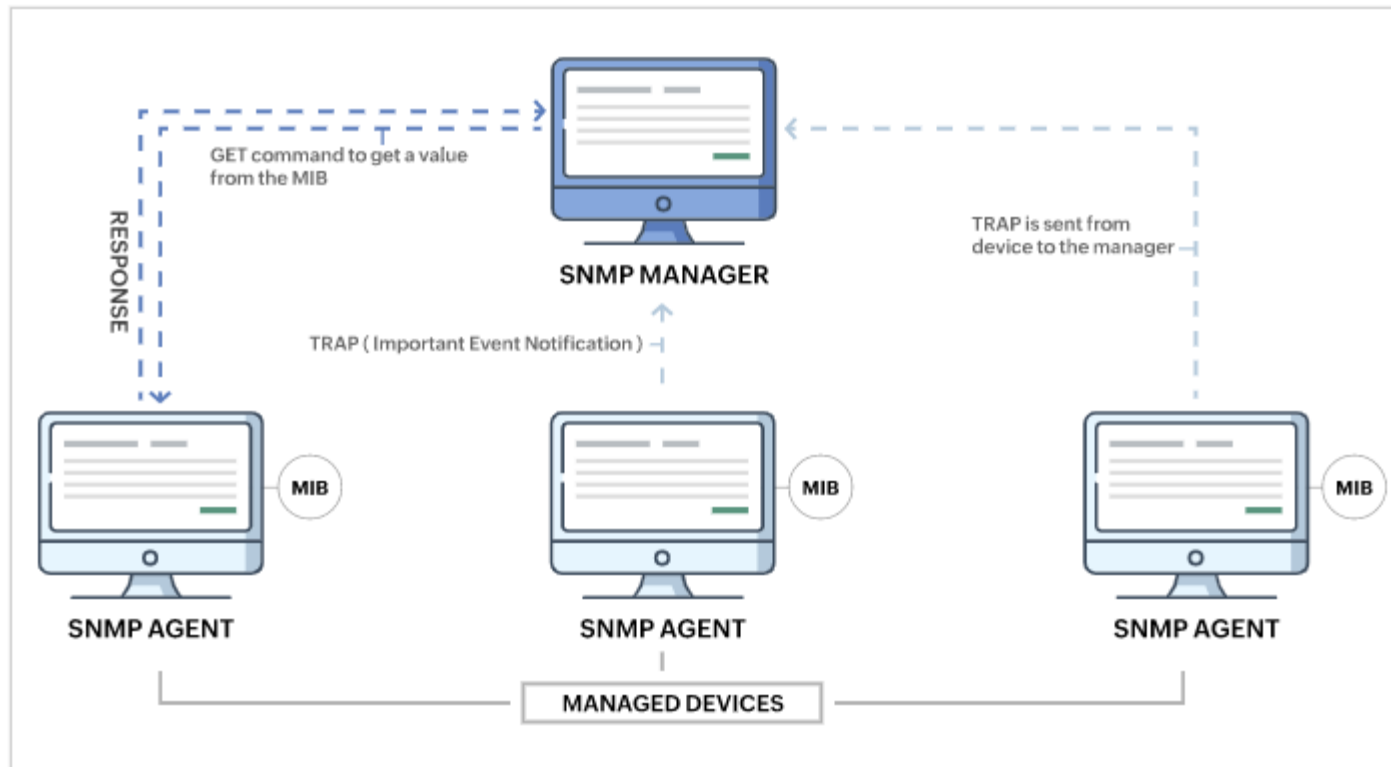 GET command to get a value
from the MIB
RESPONSE
TRAP is sent from
device to the manager
SNMP MANAGER
TRAP ( Important Event Notification )
MIB
MIB
MIB
SNMP AGENT
SNMP AGENT
SNMP AGENT
MANAGED DEVICES